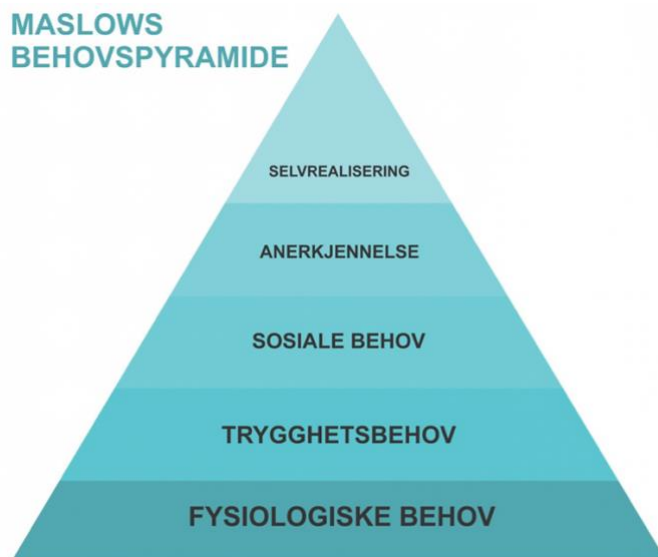 MASLOWS
BEHOVSPYRAMIDE
SELVREALISERING
ANERKJENNELSE
SOSIALE BEHOV
TRYGGHETSBEHOV
FYSIOLOGISKE BEHOV